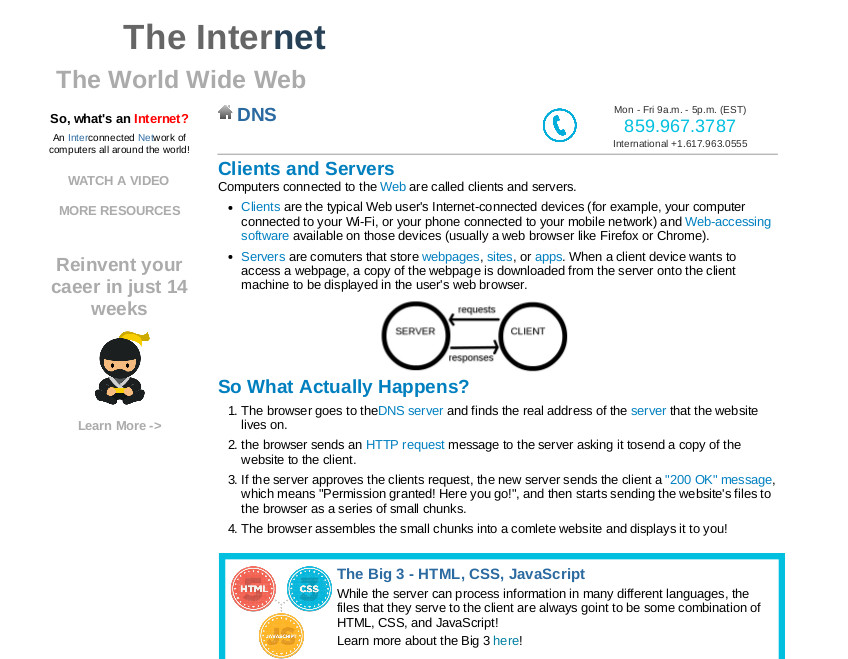 The Internet
The World Wide Web
So, what's an Internet?
An Interconnected Network of
computers all around the world!
WATCH A VIDEO
MORE RESOURCES
Reinvent your
caeer in just 14
weeks
Learn More ->
DNS
Mon - Fri 9a.m. - 5p.m. (EST)
859.967.3787
International +1.617.963.0555
Clients and Servers
Computers connected to the Web are called clients and servers.
• Clients are the typical Web user's Internet-connected devices (for example, your computer
connected to your Wi-Fi, or your phone connected to your mobile network) and Web-accessing
software available on those devices (usually a web browser like Firefox or Chrome).
• Servers are comuters that store webpages, sites, or apps. When a client device wants to
access a webpage, a copy of the webpage is downloaded from the server onto the client
machine to be displayed in the user's web browser.
requests
SERVER CLIENT
responses
So What Actually Happens?
1. The browser goes to theDNS server and finds the real address of the server that the website
lives on.
2. the browser sends an HTTP request message to the server asking it tosend a copy of the
website to the client.
3. If the server approves the clients request, the new server sends the client a "200 OK" message,
which means "Permission granted! Here you go!", and then starts sending the website's files to
the browser as a series of small chunks.
4. The browser assembles the small chunks into a comlete website and displays it to you!
HTML CSS
JAVASCRIPT
The Big 3 - HTML, CSS, JavaScript
While the server can process information in many different languages, the
files that they serve to the client are always goint to be some combination of
HTML, CSS, and JavaScript!
Learn more about the Big 3 here!